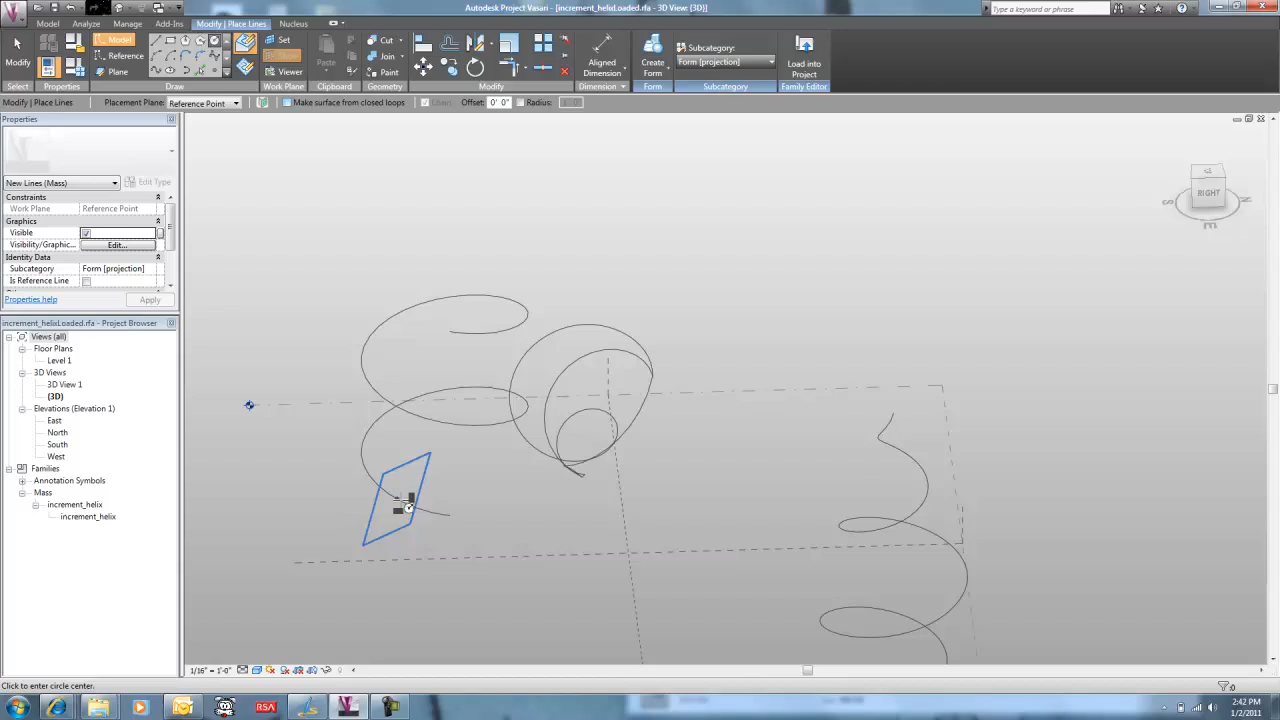 Autodesk Project Vasari - [increment_helixLoaded.rfa - 3D View: {3D}]
Type a keyword or phrase
Home Analyze Manage Add-Ins Modify | Place Lines Nucleus
Model
Reference
Plane
Set
Viewer
Paste
Cut
Join
Paint
Aligned Dimension
Create Form
Subcategory:
Form [projection]
Load into Project
Modify
Select Properties Draw Work Plane Clipboard Geometry Modify Dimension Form Subcategory Family Editor
Modify | Place Lines Placement Plane: Reference Point Make surface from closed loops Chain Offset: 0' 0" Radius:
Properties
New Lines (Mass) Edit Type
Constraints
Work Plane Reference Point
Graphics
Visible
Visibility/Graphic... Edit...
Identity Data
Subcategory Form [projection]
Is Reference Line
Properties help Apply
increment_helixLoaded.rfa - Project Browser
Views (all)
Floor Plans
Level 1
3D Views
3D View 1
{3D}
Elevations (Elevation 1)
East
North
South
West
Families
Annotation Symbols
Mass
increment_helix
increment_helix
RIGHT
S
E
1/16" = 1'-0"
Click to enter circle center.
:0
RSA
2:42 PM
1/2/2011